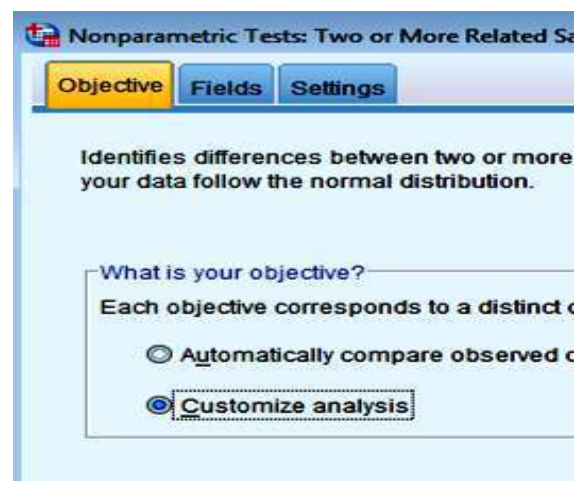 Nonparametric Tests: Two or More Related Sa
Objective Fields Settings
Identifies differences between two or more
your data follow the normal distribution.
What is your objective?
Each objective corresponds to a distinct
Automatically compare observed
Customize analysis